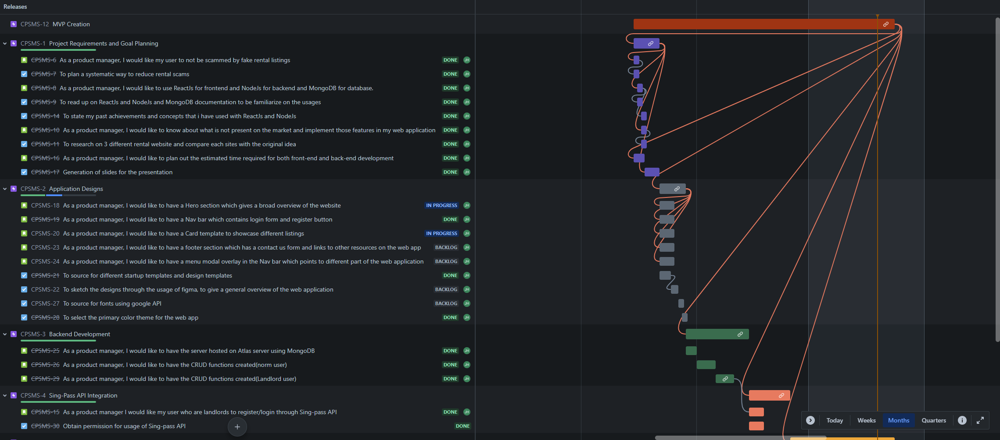 Releases
CPSMS-12 MVP Creation
CPSMS-1 Project Requirements and Goal Planning
CPSMS-6 As a product manager, I would like my user to not be scammed by fake rental listings DONE JH
CPSMS-7 To plan a systematic way to reduce rental scams DONE JH
CPSMS-8 As a product manager, I would like to use ReactJs for frontend and NodeJs for backend and MongoDB for database. DONE JH
CPSMS-9 To read up on ReactJs and NodeJs and MongoDB documentation to be familiarize on the usages DONE JH
CPSMS-14 To state my past achievements and concepts that i have used with ReactJs and NodeJs DONE JH
CPSMS-10 As a product manager, I would like to know about what is not present on the market and implement those features in my web application DONE JH
CPSMS-11 To research on 3 different rental website and compare each sites with the original idea DONE JH
CPSMS-16 As a product manager, I would like to plan out the estimated time required for both front-end and back-end development DONE JH
CPSMS-17 Generation of slides for the presentation DONE JH
CPSMS-2 Application Designs
CPSMS-18 As a product manager, I would like to have a Hero section which gives a broad overview of the website IN PROGRESS JH
CPSMS-19 As a product manager, I would like to have a Nav bar which contains login form and register button DONE JH
CPSMS-20 As a product manager, I would like to have a Card template to showcase different listings IN PROGRESS JH
CPSMS-23 As a product manager, I would like to have a footer section which has a contact us form and links to other resources on the web app BACKLOG JH
CPSMS-24 As a product manager, I would like to have a menu modal overlay in the Nav bar which points to different part of the web application BACKLOG JH
CPSMS-21 To source for different startup templates and design templates DONE JH
CPSMS-22 To sketch the designs through the usage of figma, to give a general overview of the web application BACKLOG JH
CPSMS-27 To source for fonts using google API BACKLOG JH
CPSMS-28 To select the primary color theme for the web app DONE JH
CPSMS-3 Backend Development
CPSMS-25 As a product manager, I would like to have the server hosted on Atlas server using MongoDB DONE JH
CPSMS-26 As a product manager, I would like to have the CRUD functions created(norm user) DONE JH
CPSMS-29 As a product manager, I would like to have the CRUD functions created(Landlord user) DONE JH
CPSMS-4 Sing-Pass API Integration
CPSMS-15 As a product manager I would like my user who are landlords to register/login through Sing-pass API DONE JH
CPSMS-30 Obtain permission for usage of Sing-pass API DONE
Today Weeks Months Quarters